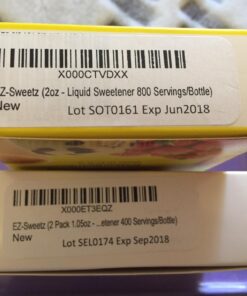 X000CTVDXX
EZ-Sweetz (2oz - Liquid Sweetener 800 Servings/Bottle)
New
Lot SOT0161 Exp Jun2018
X000ET3EQZ
EZ-Sweetz (2 Pack 1.05oz - ...etener 400 Servings/Bottle)
New
Lot SEL0174 Exp Sep2018